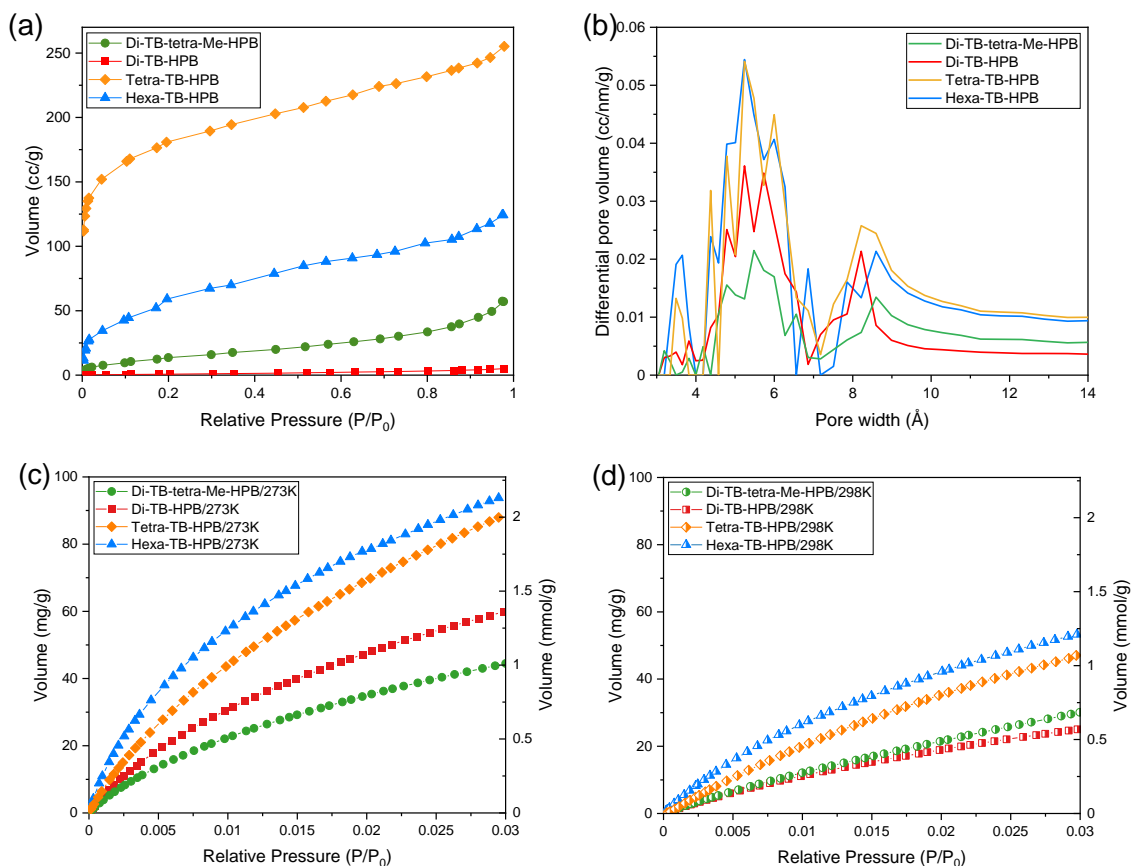 (a)
Di-TB-tetra-Me-HPB
Di-TB-HPB
Tetra-TB-HPB
Hexa-TB-HPB
250
200
150
100
50
0
Volume (cc/g)
0 0.2 0.4 0.6 0.8 1
Relative Pressure (P/P0)
(b)
Di-TB-tetra-Me-HPB
Di-TB-HPB
Tetra-TB-HPB
Hexa-TB-HPB
0.06
0.05
0.04
0.03
0.02
0.01
0
Differential pore volume (cc/nm/g)
4 6 8 10 12 14
Pore width (Å)
(c)
Di-TB-tetra-Me-HPB/273K
Di-TB-HPB/273K
Tetra-TB-HPB/273K
Hexa-TB-HPB/273K
100
80
60
40
20
0
Volume (mg/g)
2
1.5
1
0.5
0
Volume (mmol/g)
0 0.005 0.01 0.015 0.02 0.025 0.03
Relative Pressure (P/P0)
(d)
Di-TB-tetra-Me-HPB/298K
Di-TB-HPB/298K
Tetra-TB-HPB/298K
Hexa-TB-HPB/298K
100
90
80
70
60
50
40
30
20
10
0
Volume (mg/g)
2
1.5
1
0.5
0
Volume (mmol/g)
0 0.005 0.01 0.015 0.02 0.025 0.03
Relative Pressure (P/P0)